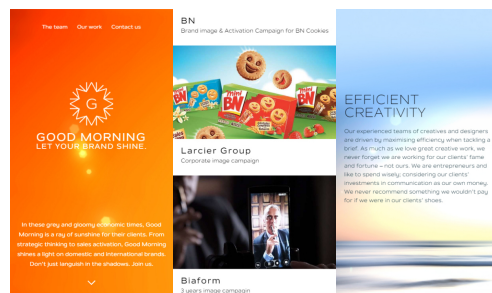 The team Our work Contact us
G
GOOD MORNING
LET YOUR BRAND SHINE.
In these grey and gloomy economic times, Good
Morning is a ray of sunshine for their clients. From
strategic thinking to sales activation, Good Morning
shines a light on domestic and international brands.
Don't just languish in the shadows. Join us.
BN
Brand image & Activation Campaign for BN Cookies
mini
BN
mini
BN
Larcier Group
Corporate image campaign
Biaform
3 years image campaign
EFFICIENT
CREATIVITY
Our experienced teams of creatives and designers
are driven by maximising efficiency when tackling a
brief. As much as we love great creative work, we
never forget we are working for our clients' fame
and fortune – not ours. We are entrepreneurs and
like to spend wisely; considering our clients'
investments in communication as our own money.
We never recommend something we wouldn't pay
for if we were in our clients' shoes.